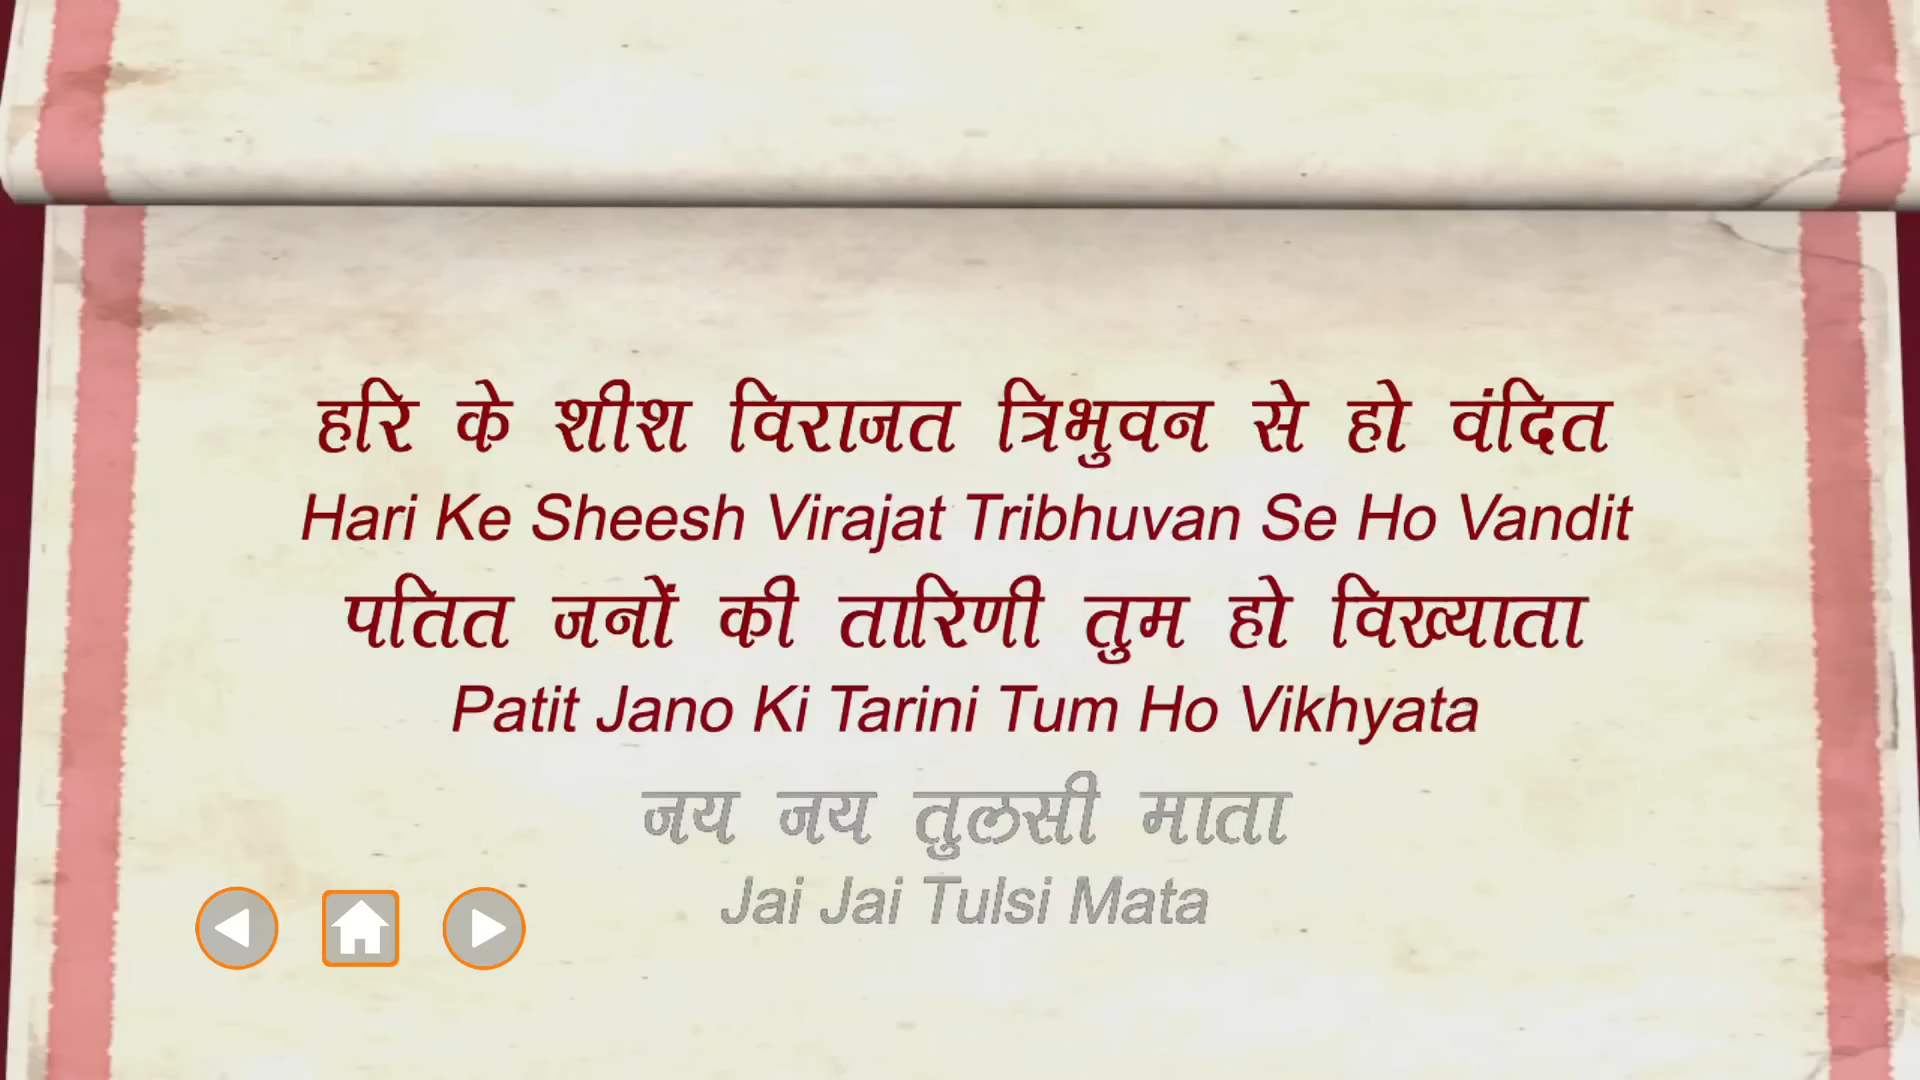 हरि के शीश विराजत त्रिभुवन से हो वंदित
Hari Ke Sheesh Virajat Tribhuvan Se Ho Vandit
पतित जनों की तारिणी तुम हो विख्याता
Patit Jano Ki Tarini Tum Ho Vikhyata
जय जय तुलसी माता
Jai Jai Tulsi Mata